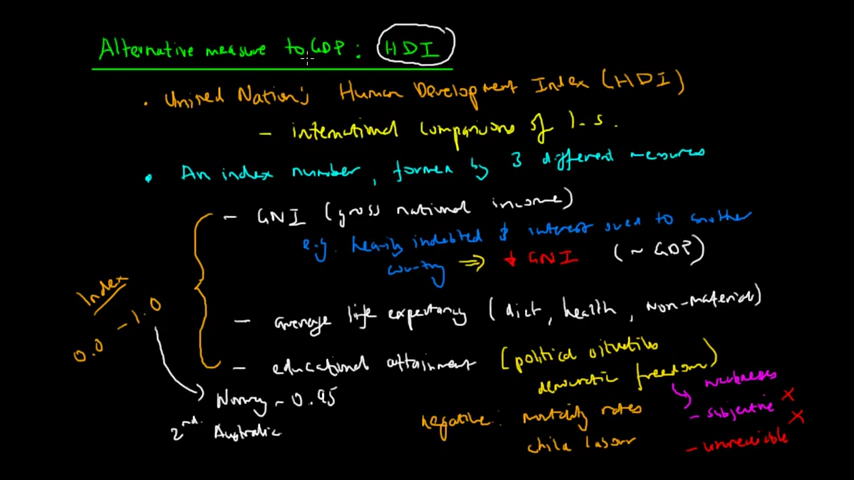 Alternative measure to GDP: HDI
• United Nation's Human Development Index (HDI)
- international comparisons of l.s.
• An index number, formed by 3 different measures
- GNI (gross national income)
e.g. heavily indebted & interest owed to another
country ⇒ ↓ GNI (~ GDP)
- average life expectancy (diet, health, non-material)
- educational attainment (political situations
democratic freedom)
Index
0.0 - 1.0
Norway - 0.95
2nd. Australia
negative: mortality rates
child labour
weaknesses
- subjective ×
- unreliable ×